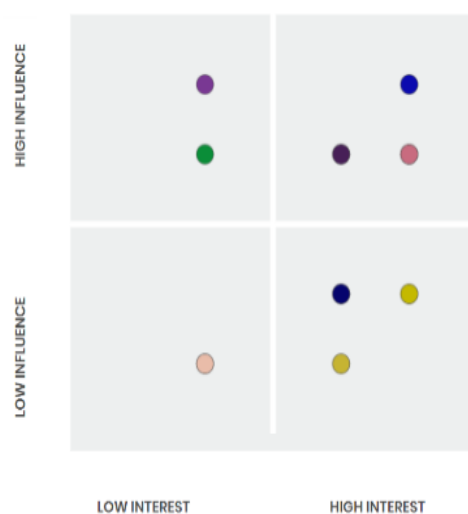 HIGH INFLUENCE
LOW INFLUENCE
LOW INTEREST
HIGH INTEREST